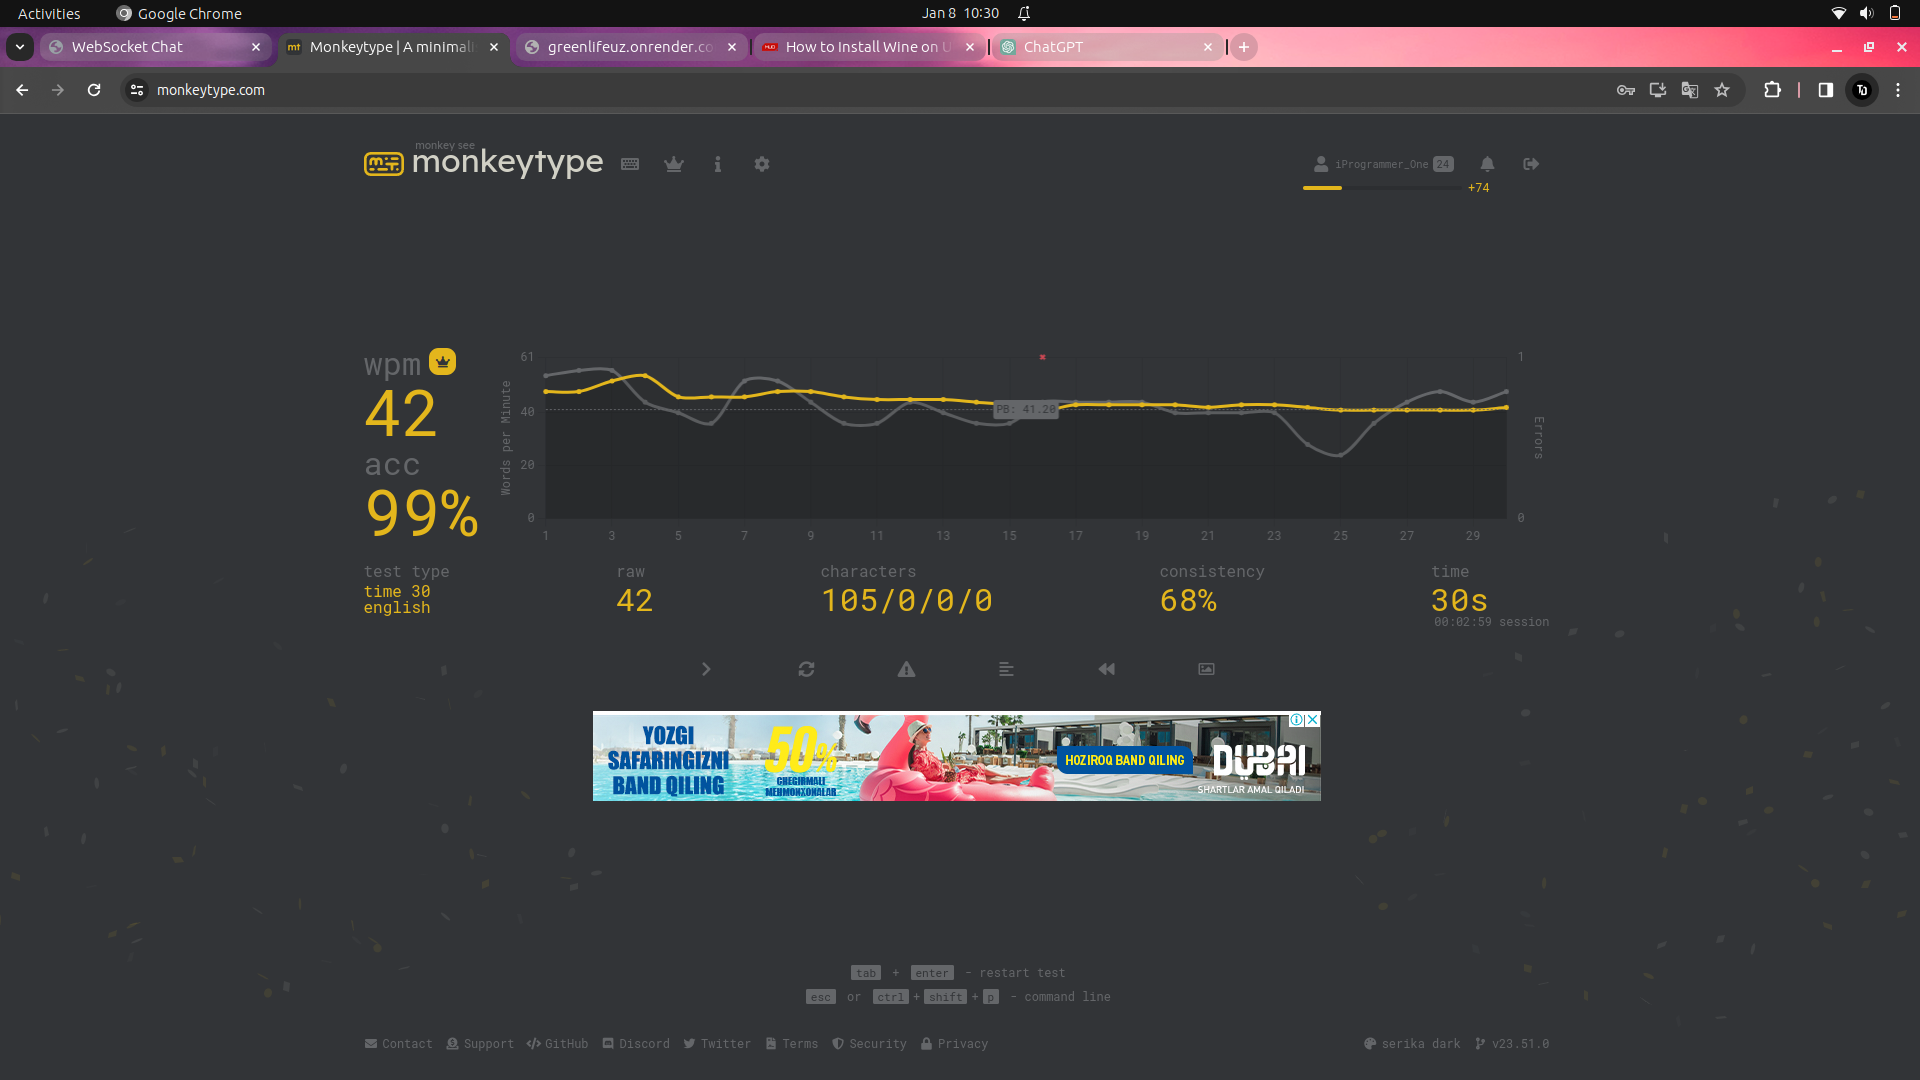 Activities Google Chrome Jan 8 10:30
WebSocket Chat Monkeytype | A minimali greenlifeuz.onrender.co How to Install Wine on U ChatGPT
monkeytype.com
monkey see
monkeytype
iProgrammer_One 24
+74
wpm
42
acc
99%
Words per Minute
61
40
20
0
PB: 41.20
1
0
Errors
1 3 5 7 9 11 13 15 17 19 21 23 25 27 29
test type
time 30
english
raw
42
characters
105/0/0/0
consistency
68%
time
30s
00:02:59 session
YOZGI
SAFARINGIZNI
BAND QILING
50%
CHEGIRMALI
MEHMONXONALAR
HOZIROQ BAND QILING
DUBAI
SHARTLAR AMAL QILADI
tab + enter - restart test
esc or ctrl + shift + p - command line
Contact Support GitHub Discord Twitter Terms Security Privacy serika dark v23.51.0